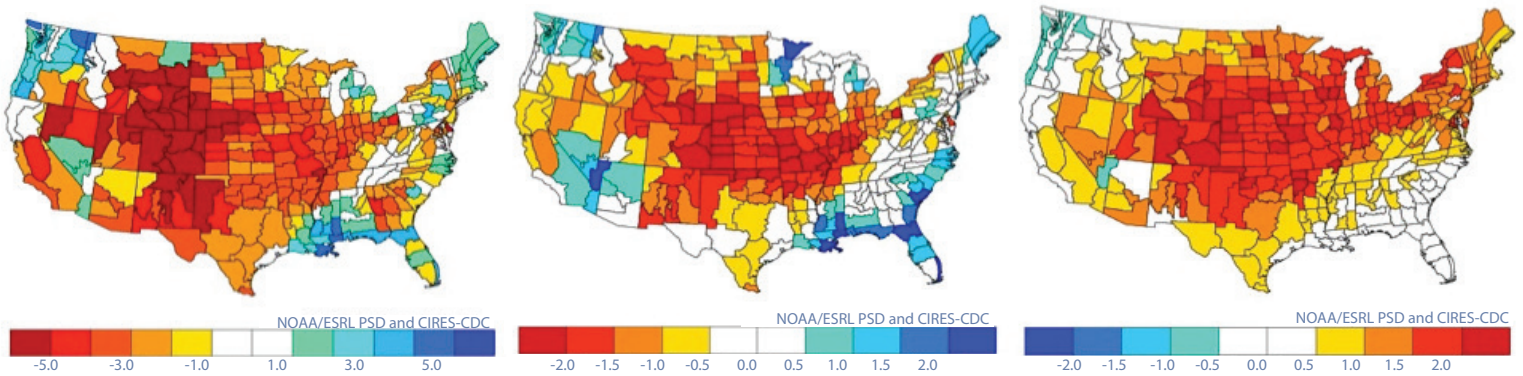 NOAA/ESRL PSD and CIRES-CDC
-5.0 -3.0 -1.0 1.0 3.0 5.0
NOAA/ESRL PSD and CIRES-CDC
-2.0 -1.5 -1.0 -0.5 0.0 0.5 1.0 1.5 2.0
NOAA/ESRL PSD and CIRES-CDC
-2.0 -1.5 -1.0 -0.5 0.0 0.5 1.0 1.5 2.0